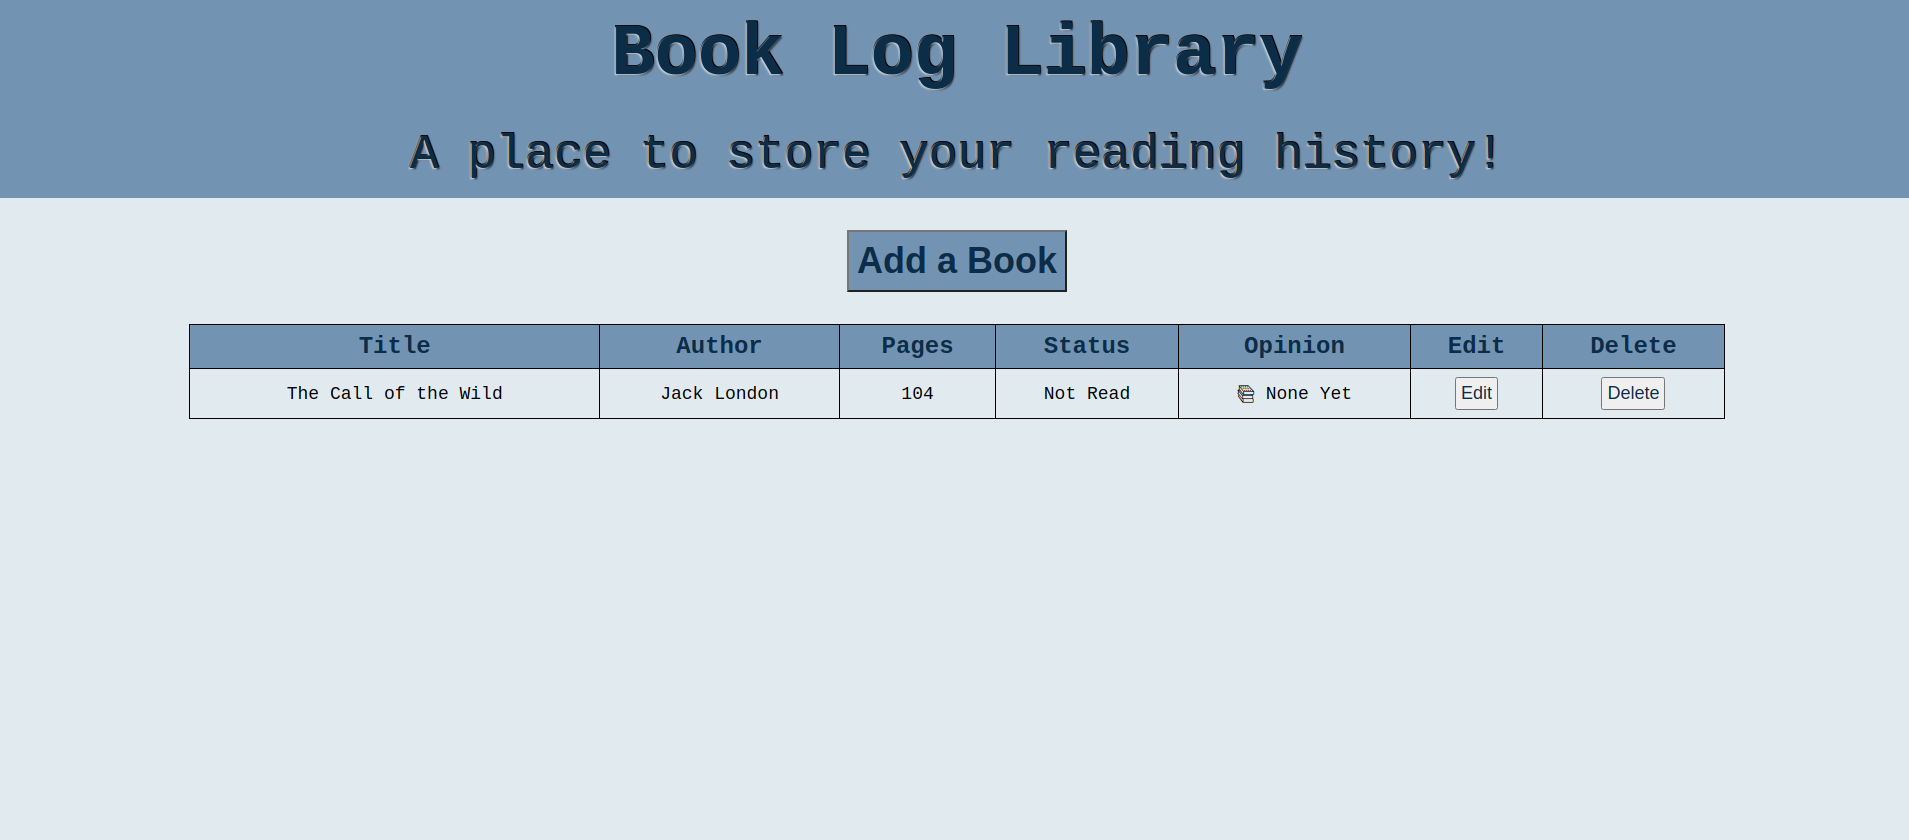 Book Log Library
A place to store your reading history!
Add a Book
Title Author Pages Status Opinion Edit Delete
The Call of the Wild Jack London 104 Not Read 📚 None Yet Edit Delete